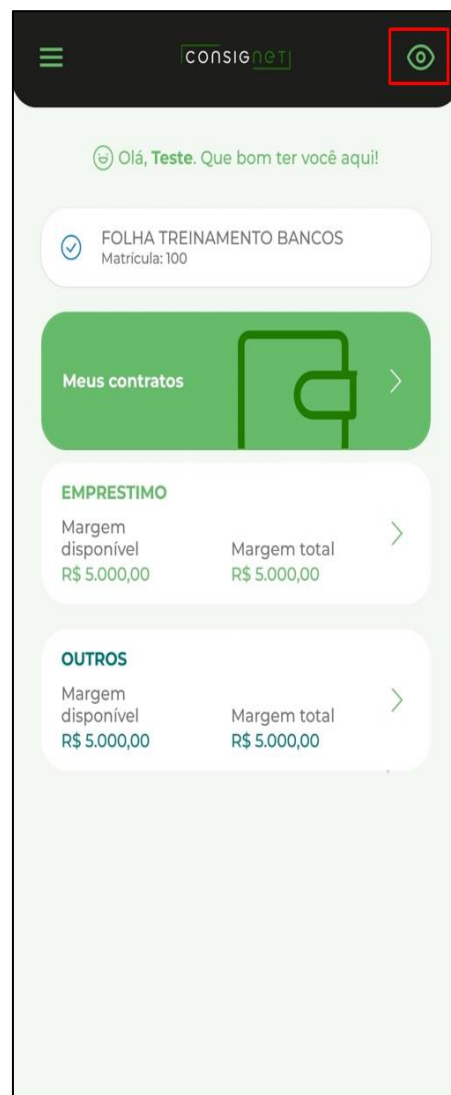 CONSIGNET
Olá, Teste. Que bom ter você aqui!
FOLHA TREINAMENTO BANCOS
Matrícula: 100
Meus contratos
EMPRESTIMO
Margem disponível
R$ 5.000,00
Margem total
R$ 5.000,00
OUTROS
Margem disponível
R$ 5.000,00
Margem total
R$ 5.000,00